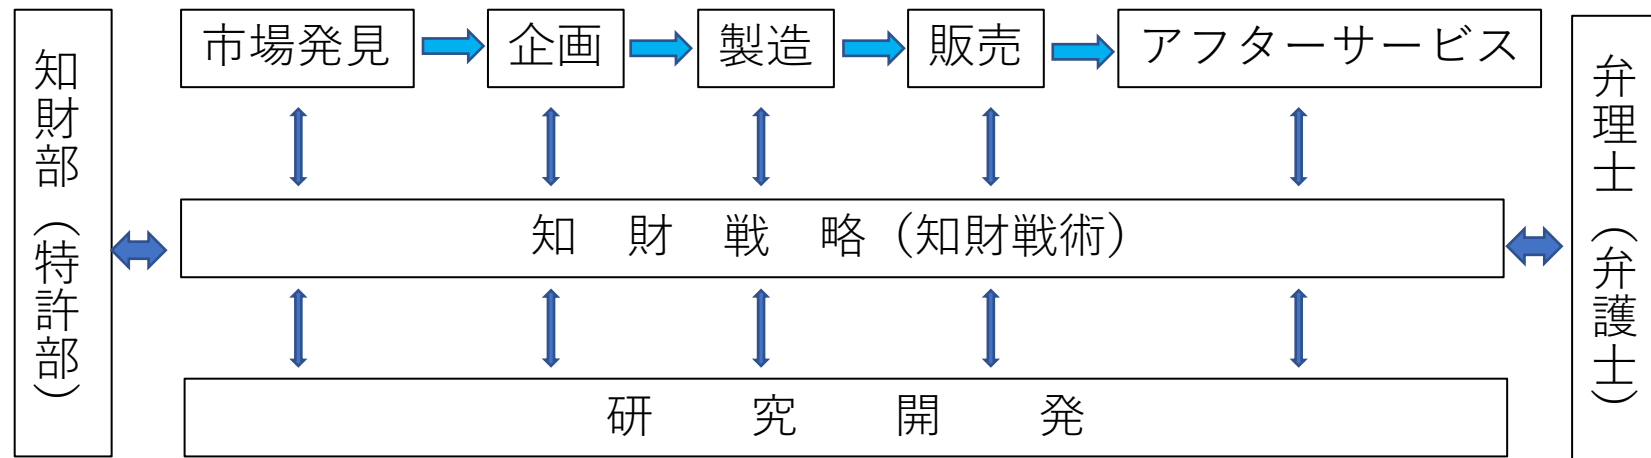 知財部（特許部）
市場発見
企画
製造
販売
アフターサービス
知　財　戦　略（知財戦術）
研　究　開　発
弁理士（弁護士）